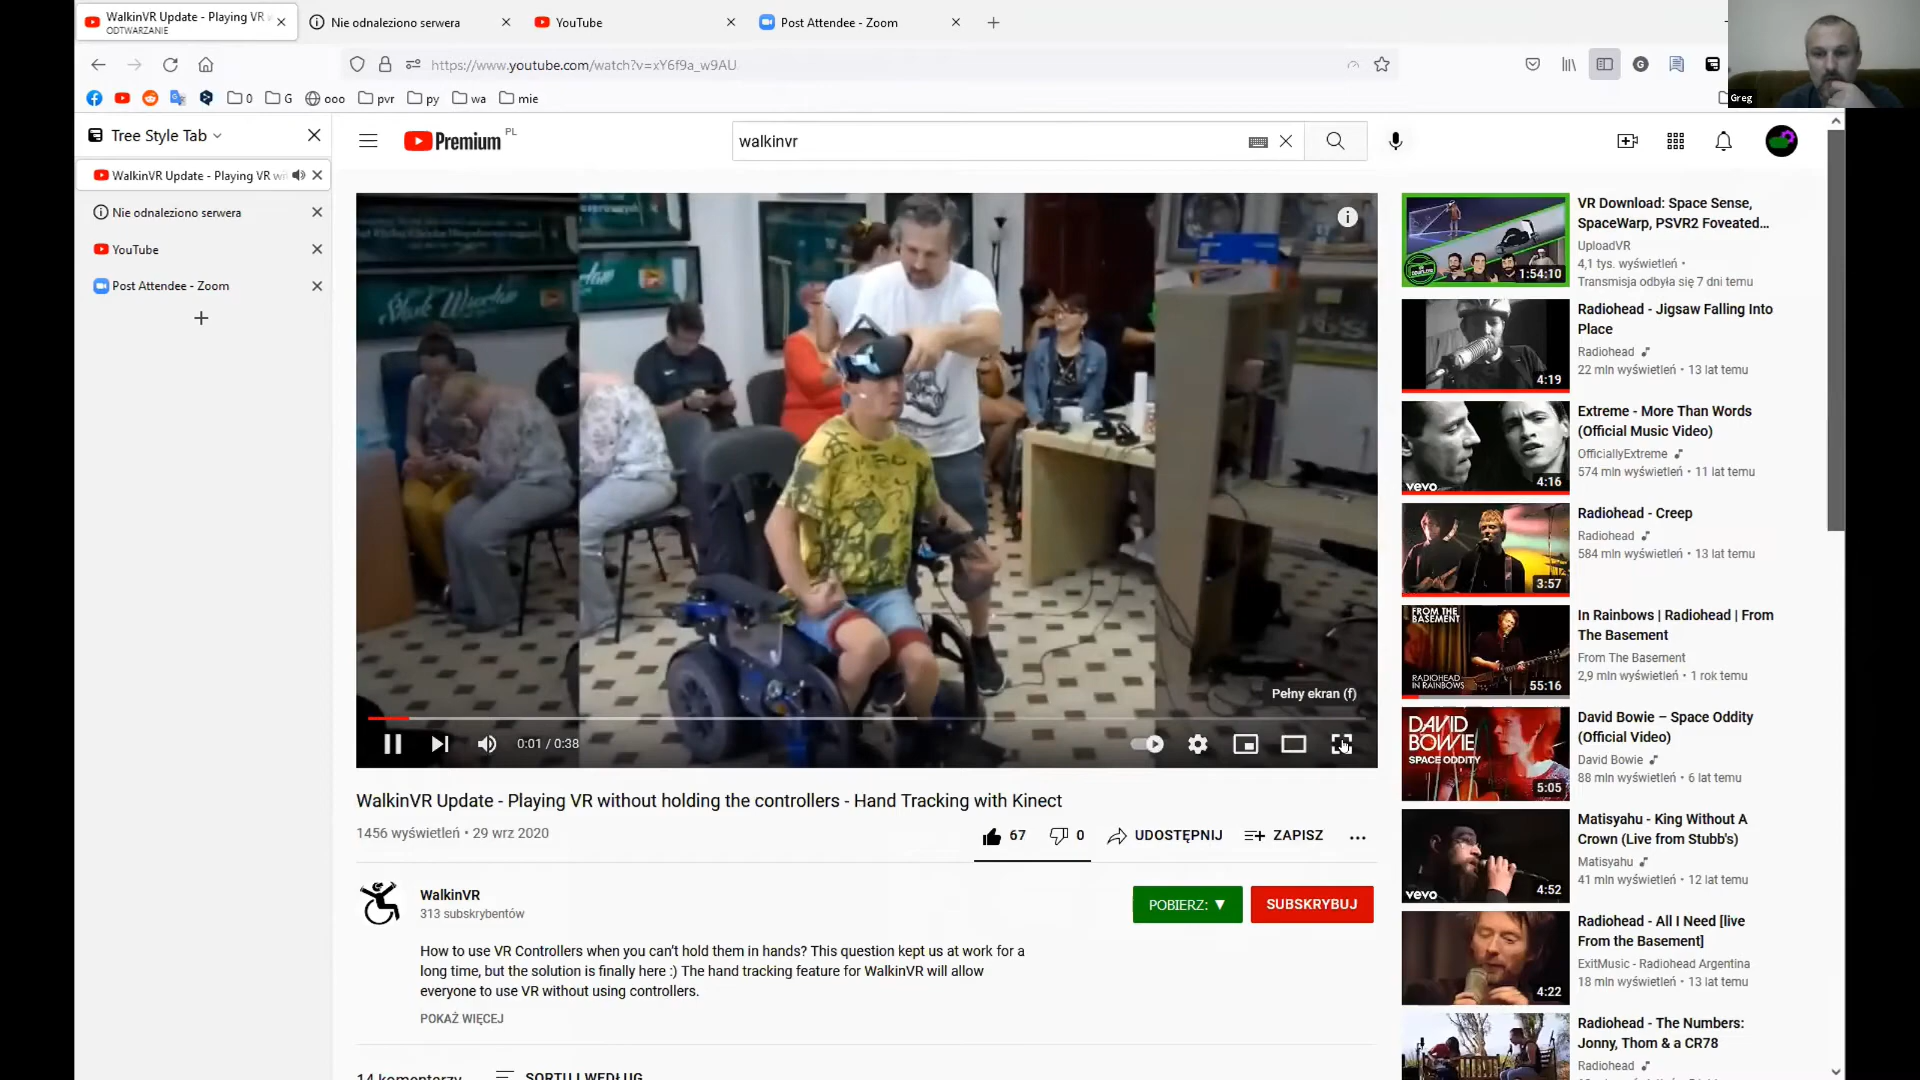 WalkinVR Update - Playing VR
ODTWARZANIE
Nie odnaleziono serwera
YouTube
Post Attendee - Zoom
https://www.youtube.com/watch?v=xY6f9a_w9AU
0
G
ooo
pvr
py
wa
mie
Greg
Tree Style Tab
WalkinVR Update - Playing VR wi
Nie odnaleziono serwera
YouTube
Post Attendee - Zoom
Premium PL
walkinvr
Pełny ekran (f)
0:01 / 0:38
WalkinVR Update - Playing VR without holding the controllers - Hand Tracking with Kinect
1456 wyświetleń • 29 wrz 2020
67
0
UDOSTĘPNIJ
ZAPISZ
WalkinVR
313 subskrybentów
POBIERZ: ▼
SUBSKRYBUJ
How to use VR Controllers when you can't hold them in hands? This question kept us at work for a
long time, but the solution is finally here :) The hand tracking feature for WalkinVR will allow
everyone to use VR without using controllers.
POKAŻ WIĘCEJ
14 komentarzy
SORTUJ WEDŁUG
1:54:10
VR Download: Space Sense,
SpaceWarp, PSVR2 Foveated...
UploadVR
4,1 tys. wyświetleń •
Transmisja odbyła się 7 dni temu
4:19
Radiohead - Jigsaw Falling Into
Place
Radiohead
22 mln wyświetleń • 13 lat temu
vevo
4:16
Extreme - More Than Words
(Official Music Video)
OfficiallyExtreme
574 mln wyświetleń • 11 lat temu
3:57
Radiohead - Creep
Radiohead
584 mln wyświetleń • 13 lat temu
FROM THE
BASEMENT
RADIOHEAD
IN RAINBOWS
55:16
In Rainbows | Radiohead | From
The Basement
From The Basement
2,9 mln wyświetleń • 1 rok temu
DAVID
BOWIE
SPACE ODDITY
5:05
David Bowie – Space Oddity
(Official Video)
David Bowie
88 mln wyświetleń • 6 lat temu
vevo
4:52
Matisyahu - King Without A
Crown (Live from Stubb's)
Matisyahu
41 mln wyświetleń • 12 lat temu
4:22
Radiohead - All I Need [live
From the Basement]
ExitMusic - Radiohead Argentina
18 mln wyświetleń • 13 lat temu
Radiohead - The Numbers:
Jonny, Thom & a CR78
Radiohead